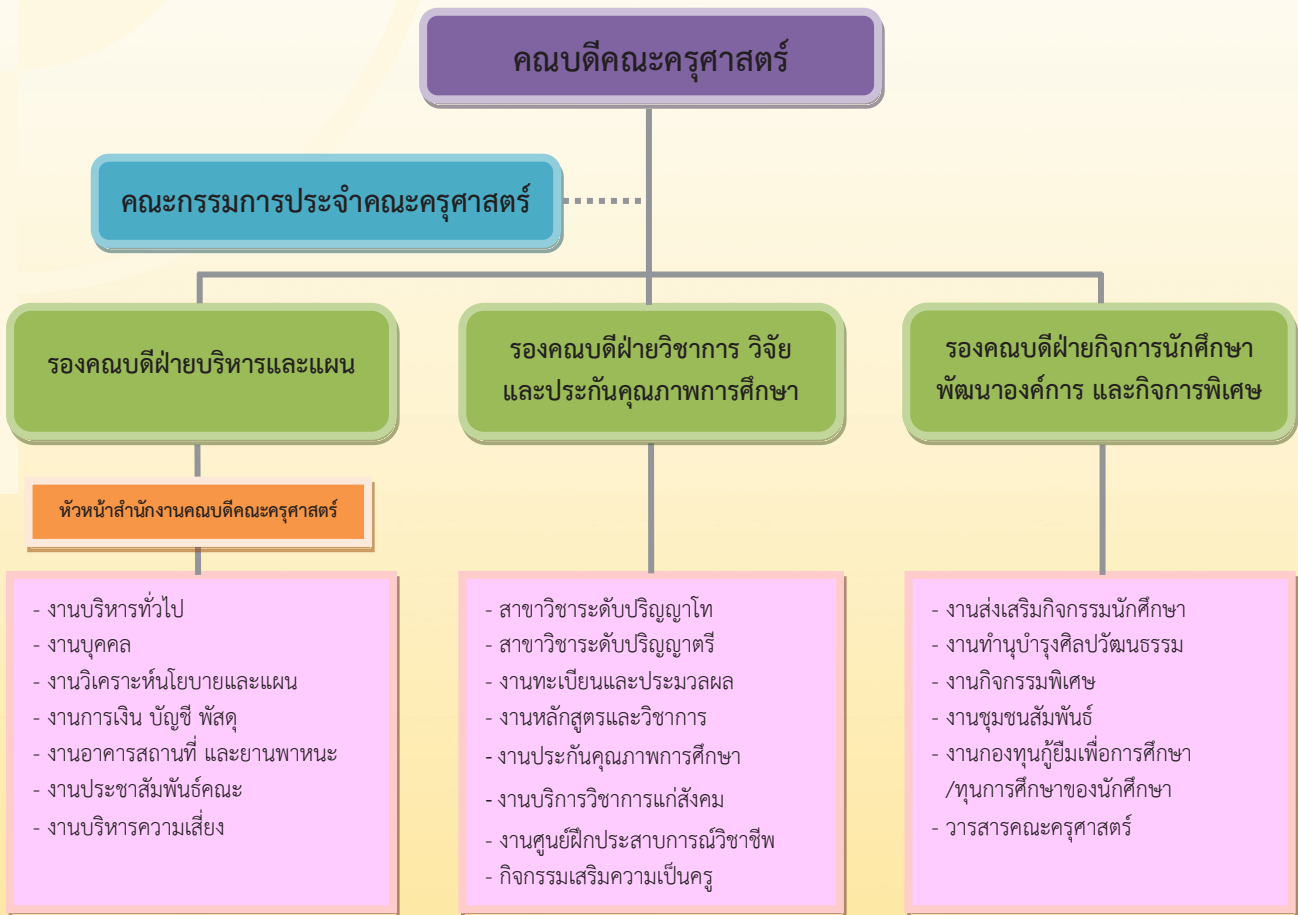 คณบดีคณะครุศาสตร์
คณะกรรมการประจำคณะครุศาสตร์
รองคณบดีฝ่ายบริหารและแผน
รองคณบดีฝ่ายวิชาการ วิจัย
และประกันคุณภาพการศึกษา
รองคณบดีฝ่ายกิจการนักศึกษา
พัฒนาองค์การ และกิจการพิเศษ
หัวหน้าสำนักงานคณบดีคณะครุศาสตร์
- งานบริหารทั่วไป
- งานบุคคล
- งานวิเคราะห์นโยบายและแผน
- งานการเงิน บัญชี พัสดุ
- งานอาคารสถานที่ และยานพาหนะ
- งานประชาสัมพันธ์คณะ
- งานบริหารความเสี่ยง
- สาขาวิชาระดับปริญญาโท
- สาขาวิชาระดับปริญญาตรี
- งานทะเบียนและประมวลผล
- งานหลักสูตรและวิชาการ
- งานประกันคุณภาพการศึกษา
- งานบริการวิชาการแก่สังคม
- งานศูนย์ฝึกประสาบการณ์วิชาชีพ
- กิจกรรมเสริมความเป็นครู
- งานส่งเสริมกิจกรรมนักศึกษา
- งานทำนุบำรุงศิลปวัฒนธรรม
- งานกิจกรรมพิเศษ
- งานชุมชนสัมพันธ์
- งานกองทุนกู้ยืมเพื่อการศึกษา
/ทุนการศึกษาของนักศึกษา
- วารสารคณะครุศาสตร์